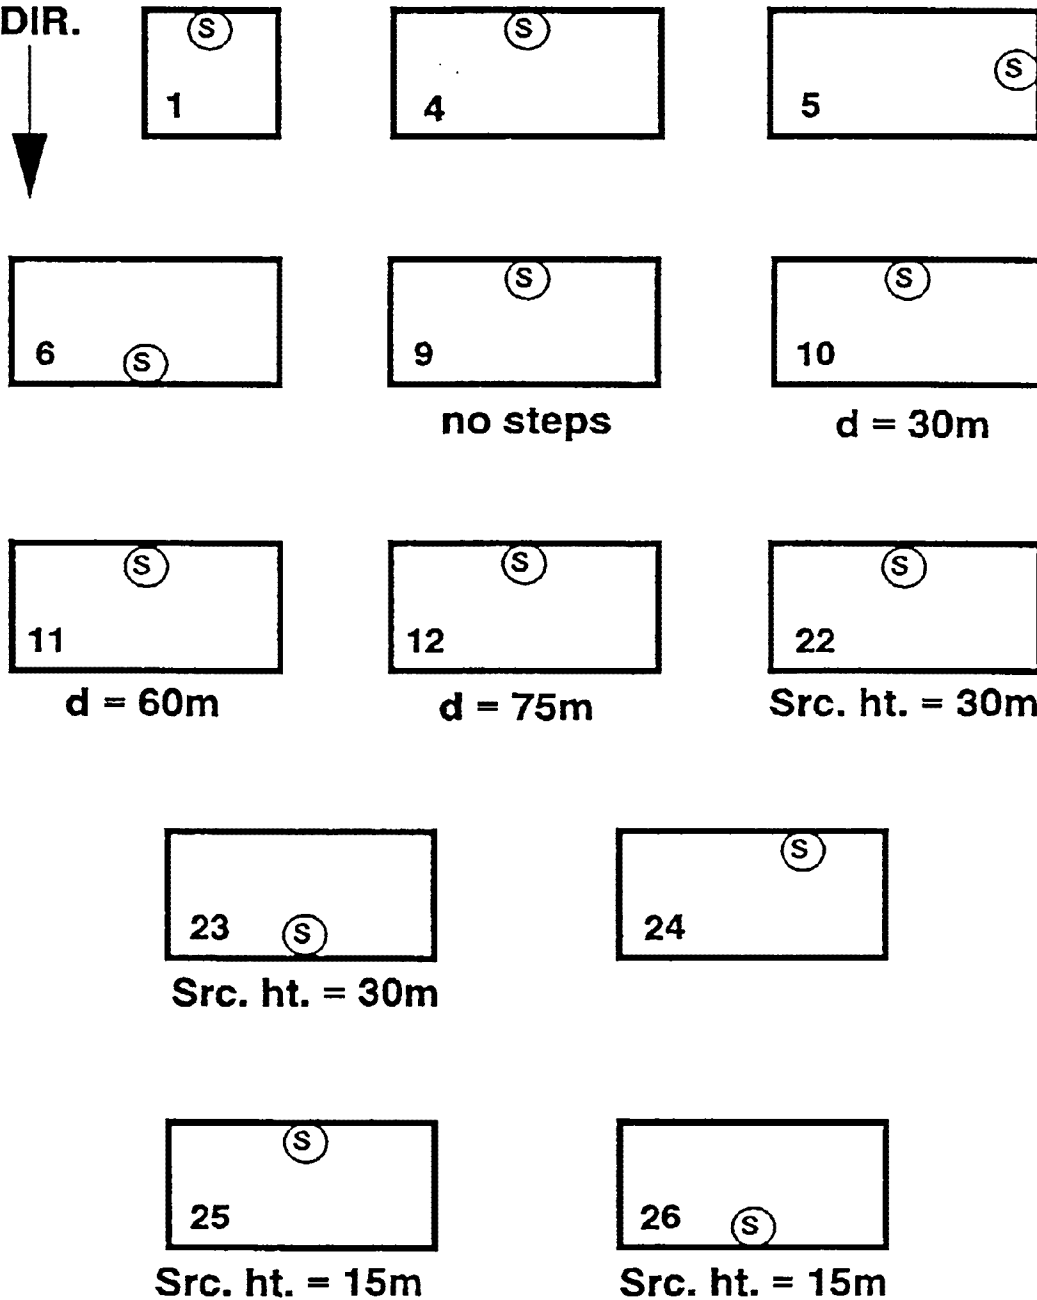 DIR.
S
S
S
1
4
5
S
S
S
6
9
10
no steps
d = 30m
S
S
S
11
12
22
d = 60m
d = 75m
Src. ht. = 30m
S
S
23
24
Src. ht. = 30m
S
S
25
26
Src. ht. = 15m
Src. ht. = 15m